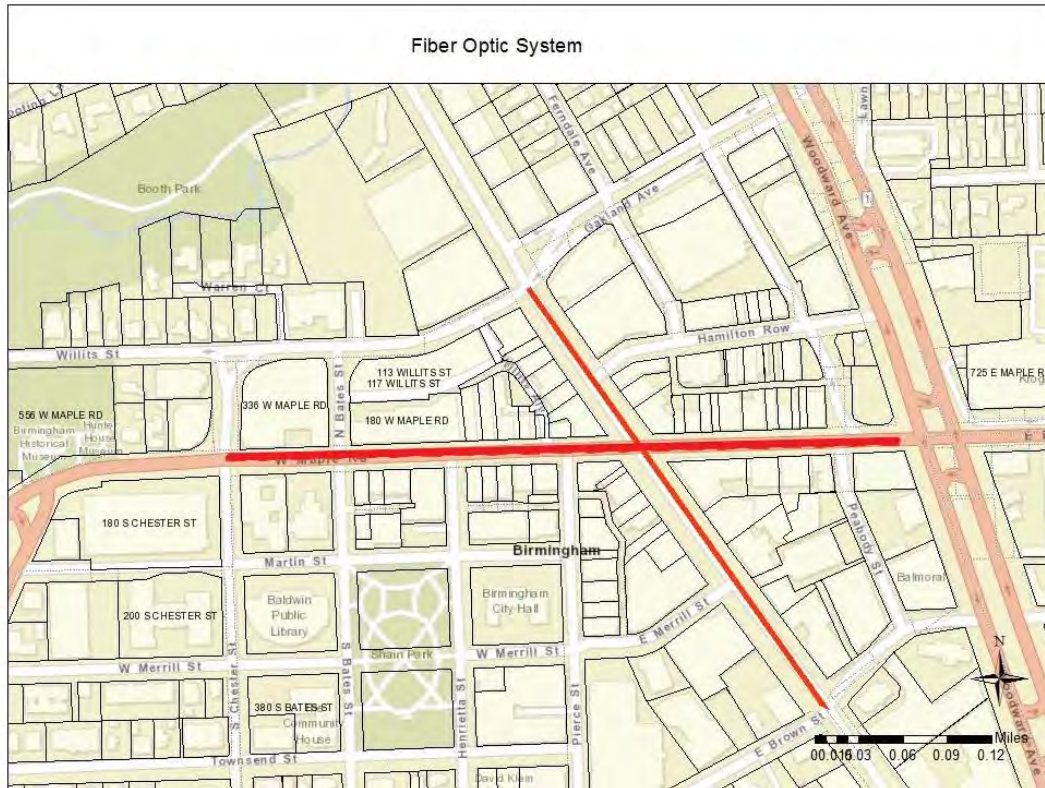 Fiber Optic System
Ferndale Ave
Lawn
Woodward Ave
1
Booth Park
Oakland Ave
Warren Ct
Hamilton Row
Willits St
113 WILLITS ST
117 WILLITS ST
N Bates St
725 E MAPLE R
336 W MAPLE RD
180 W MAPLE RD
556 W MAPLE RD
Birmingham
Historical
Museum
Hunter
House
Museum
W Maple Rd
180 S CHESTER ST
Peabody St
Birmingham
Martin St
Balmoral
Baldwin
Public
Library
Birmingham
City Hall
200 S CHESTER ST
E Merrill St
W Merrill St
Shain Park
W Merrill St
N
S Chester St
S Bates St
Henrietta St
Pierce St
380 S BATES ST
Community
House
E Brown St
Woodward Ave
Miles
0.03
0.06
0.09
0.12
Townsend St
David Klein